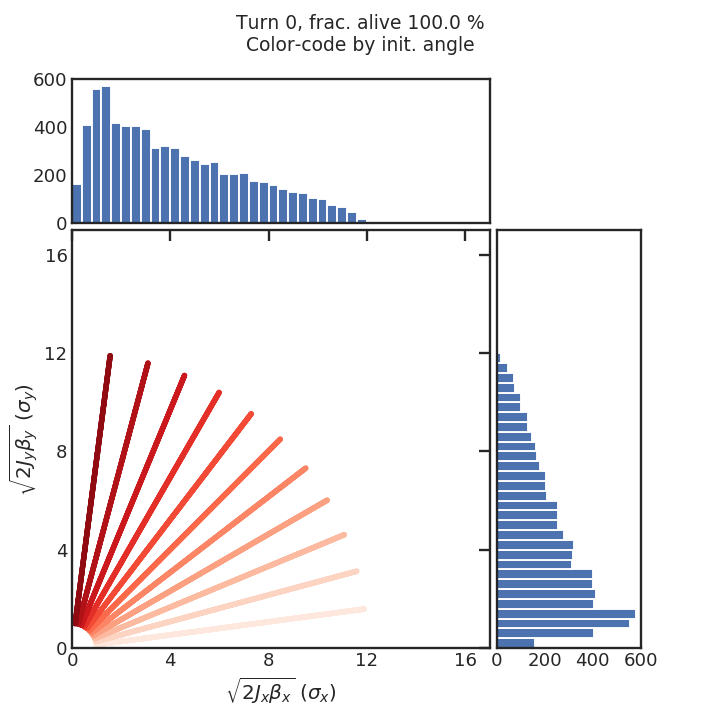 Turn 0, frac. alive 100.0 %
Color-code by init. angle
600
400
200
0
16
12
8
4
0
√2J_yβ_y (σ_y)
0 4 8 12 16
√2J_xβ_x (σ_x)
0 200 400 600